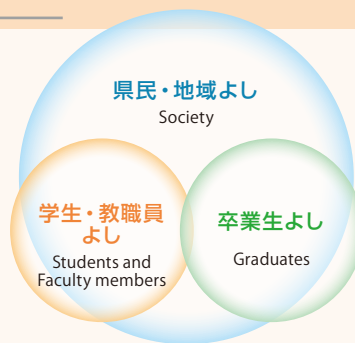 県民・地域よし
Society
学生・教職員
よし
Students and
Faculty members
卒業生よし
Graduates